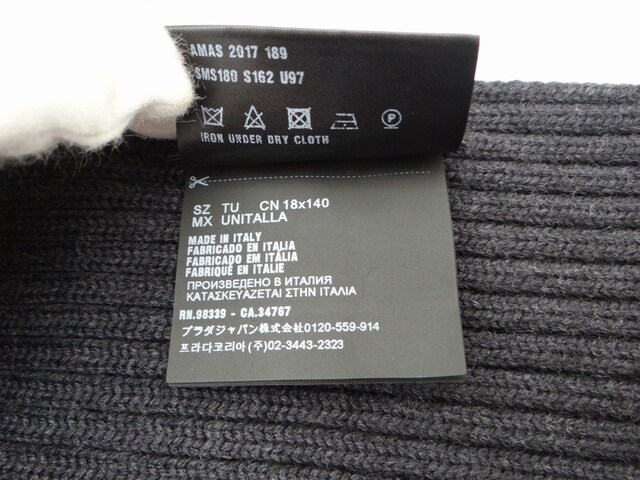 AMAS 2017 189
SMS180 S162 U97
IRON UNDER DRY CLOTH
SZ TU CN 18x140
MX UNITALLA
MADE IN ITALY
FABRICADO EN ITALIA
FABRICADO EM ITÁLIA
FABRIQUÉ EN ITALIE
ПРОИЗВЕДЕНО В ИТАЛИЯ
ΚΑΤΑΣΚΕΥΑΖΕΤΑΙ ΣΤΗΝ ΙΤΑΛΙΑ
RN.98339 - CA.34767
プラダジャパン株式会社0120-559-914
프라다코리아(주)02-3443-2323